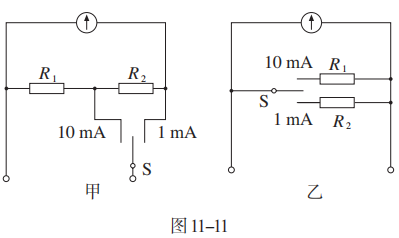 R₁ R₂
10 mA 1 mA
S
甲
10 mA R₁
S
1 mA R₂
乙
图 11–11